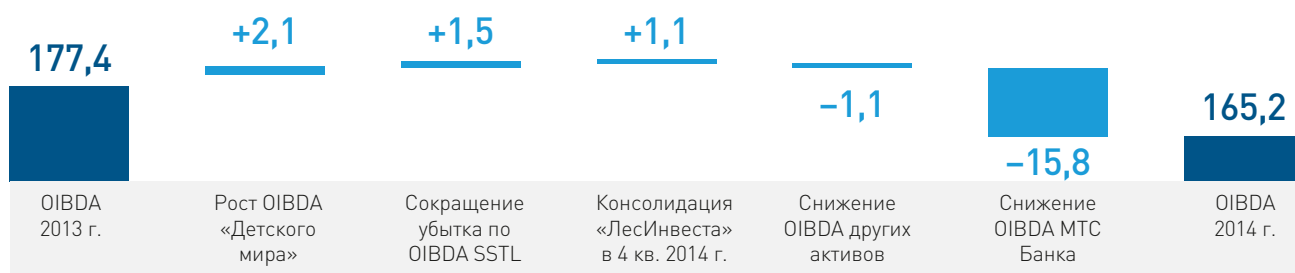 177,4
+2,1
+1,5
+1,1
–1,1
–15,8
165,2
OIBDA
2013 г.
Рост OIBDA
«Детского
мира»
Сокращение
убытка по
OIBDA SSTL
Консолидация
«ЛесИнвеста»
в 4 кв. 2014 г.
Снижение
OIBDA других
активов
Снижение
OIBDA МТС
Банка
OIBDA
2014 г.